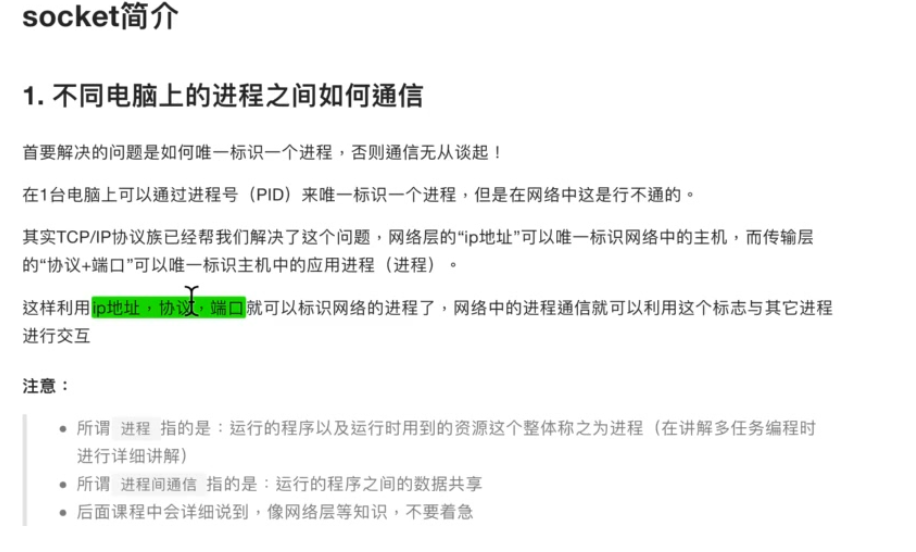 socket简介
1. 不同电脑上的进程之间如何通信
首要解决的问题是如何唯一标识一个进程，否则通信无从谈起！
在1台电脑上可以通过进程号（PID）来唯一标识一个进程，但是在网络中这是行不通的。
其实TCP/IP协议族已经帮我们解决了这个问题，网络层的“ip地址”可以唯一标识网络中的主机，而传输层
的“协议+端口”可以唯一标识主机中的应用进程（进程）。
这样利用ip地址，协议，端口就可以标识网络的进程了，网络中的进程通信就可以利用这个标志与其它进程
进行交互
注意：
所谓 进程 指的是：运行的程序以及运行时用到的资源这个整体称之为进程（在讲解多任务编程时
进行详细讲解）
所谓 进程间通信 指的是：运行的程序之间的数据共享
后面课程中会详细说到，像网络层等知识，不要着急